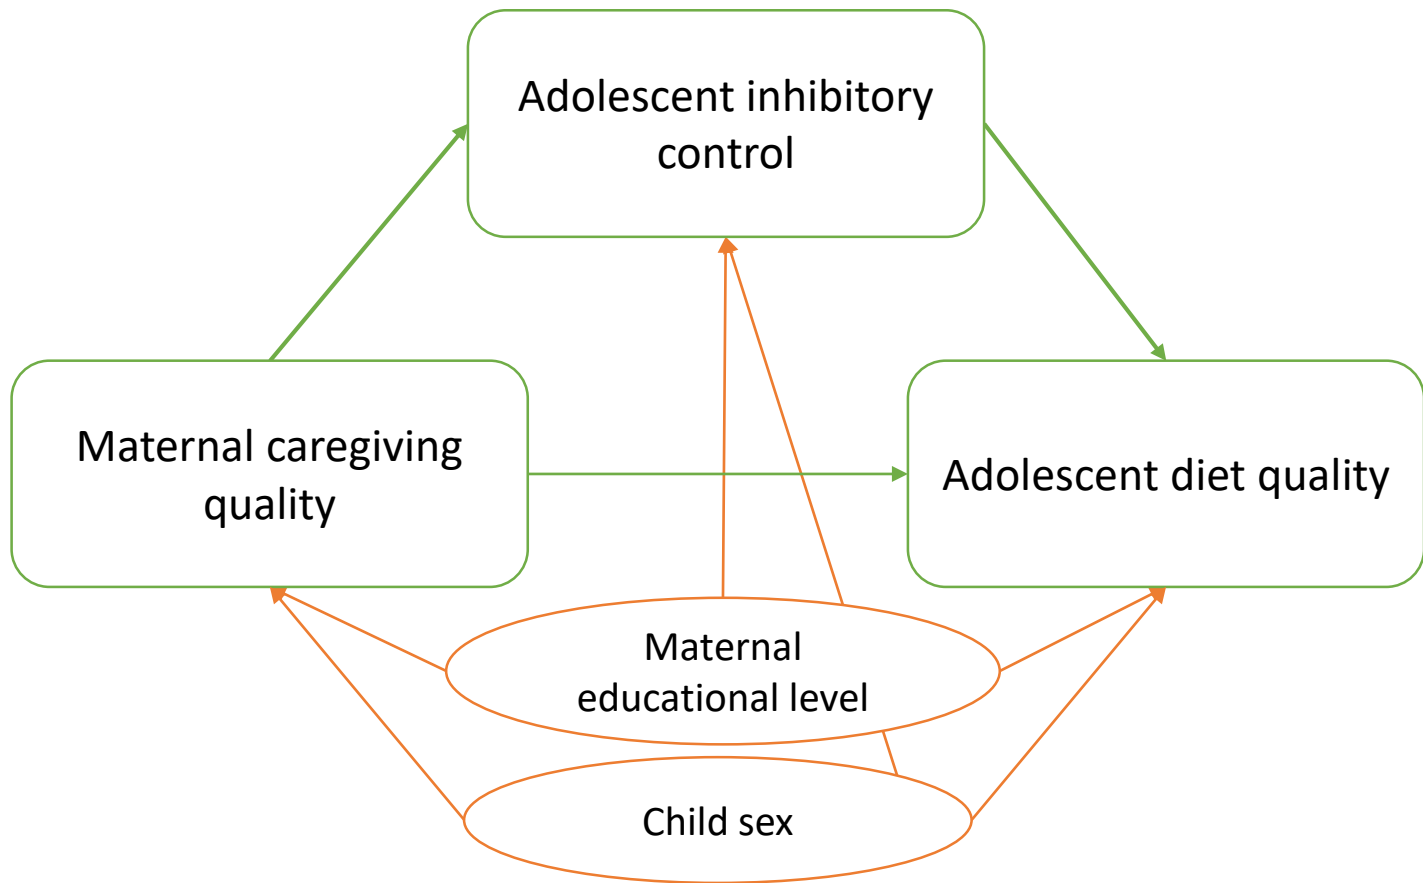 Adolescent inhibitory
control
Maternal caregiving
quality
Adolescent diet quality
Maternal
educational level
Child sex